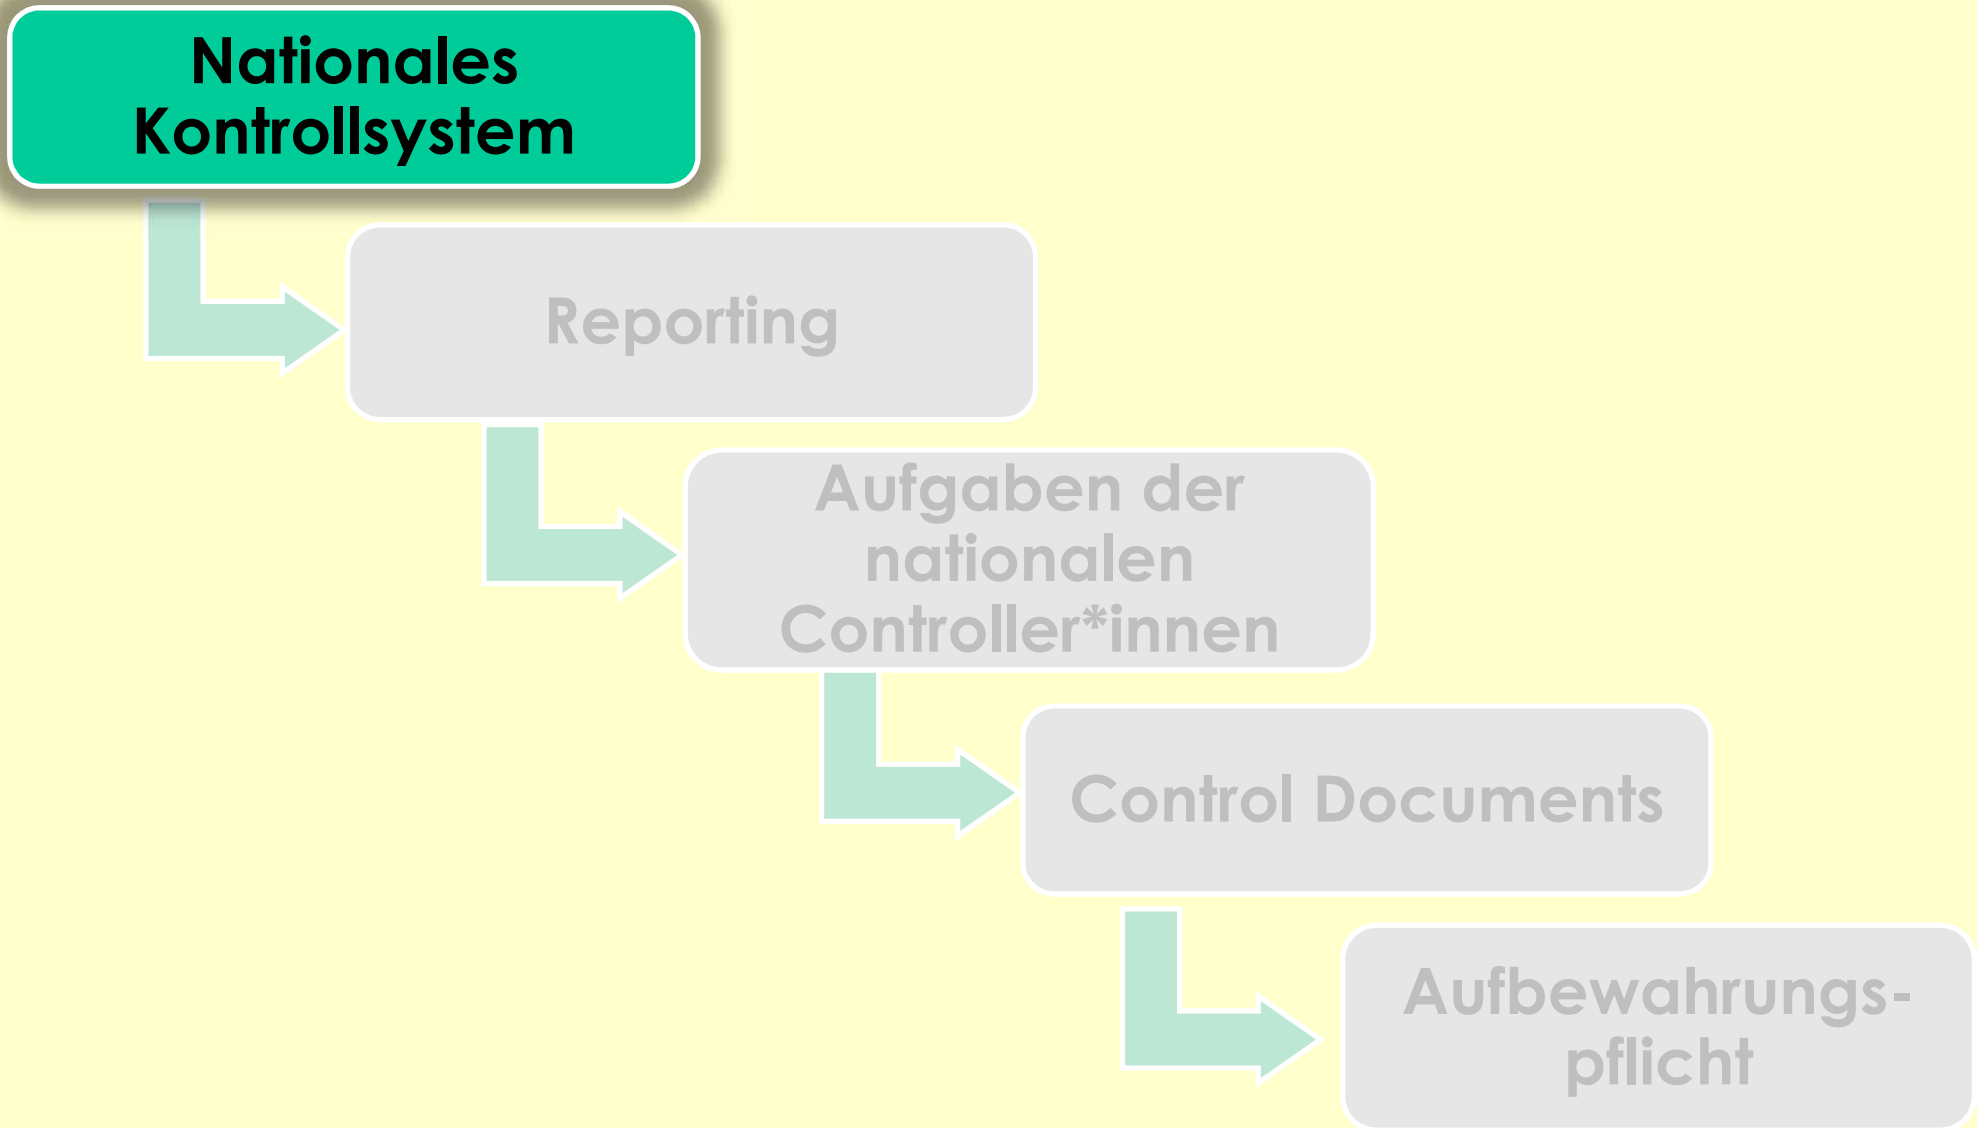 Nationales
Kontrollsystem
Reporting
Aufgaben der
nationalen
Controller*innen
Control Documents
Aufbewahrungs-
pflicht